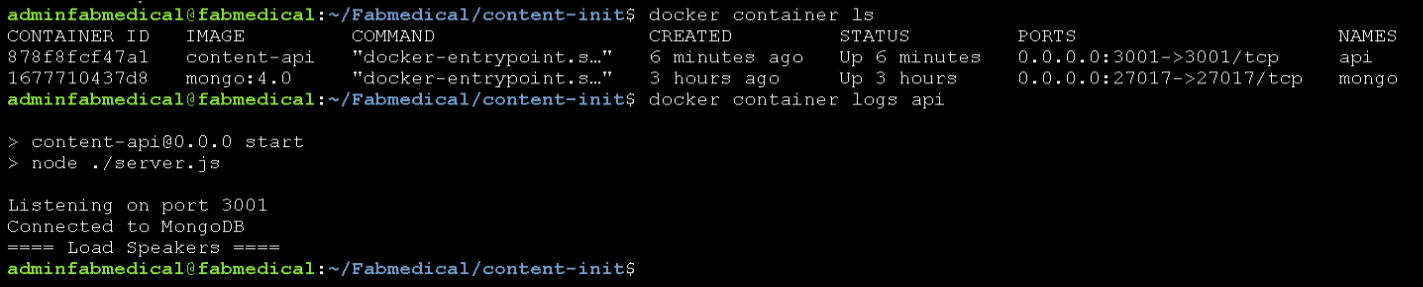 adminfabmedical@fabmedical:~/Fabmedical/content-init$ docker container ls
CONTAINER ID   IMAGE         COMMAND                  CREATED         STATUS         PORTS                      NAMES
878f8fcf47a1   content-api   "docker-entrypoint.s…"   6 minutes ago   Up 6 minutes   0.0.0.0:3001->3001/tcp     api
1677710437d8   mongo:4.0     "docker-entrypoint.s…"   3 hours ago     Up 3 hours     0.0.0.0:27017->27017/tcp   mongo
adminfabmedical@fabmedical:~/Fabmedical/content-init$ docker container logs api
> content-api@0.0.0 start
> node ./server.js
Listening on port 3001
Connected to MongoDB
==== Load Speakers ====
adminfabmedical@fabmedical:~/Fabmedical/content-init$